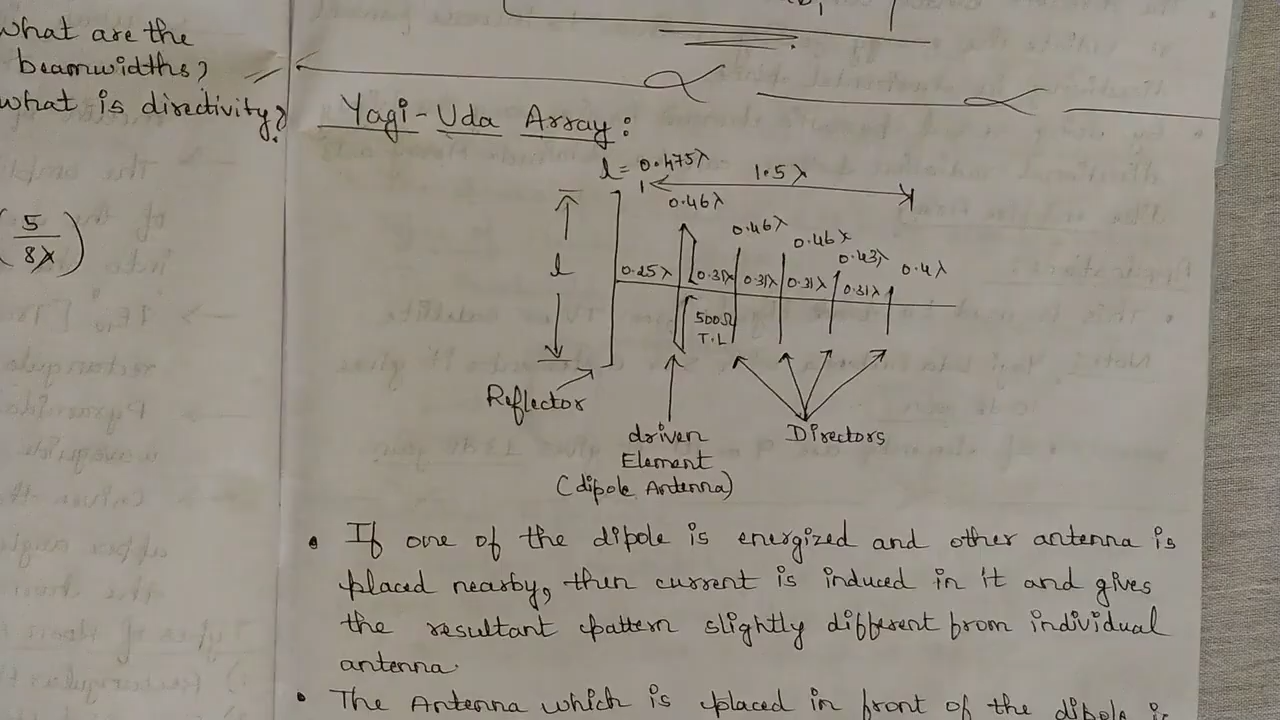 what are the
beamwidths?
what is directivity?
(5/8λ)
Yagi-Uda Array:
l = 0.475λ
1.5λ
0.46λ
0.46λ
0.46λ
0.43λ
0.4λ
l
0.25λ
0.31λ
0.31λ
0.31λ
0.31λ
500Ω
T.L
Reflector
driven
Element
(dipole Antenna)
Directors
• If one of the dipole is energized and other antenna is
placed nearby, then current is induced in it and gives
the resultant pattern slightly different from individual
antenna.
• The Antenna which is placed in front of the dipole is